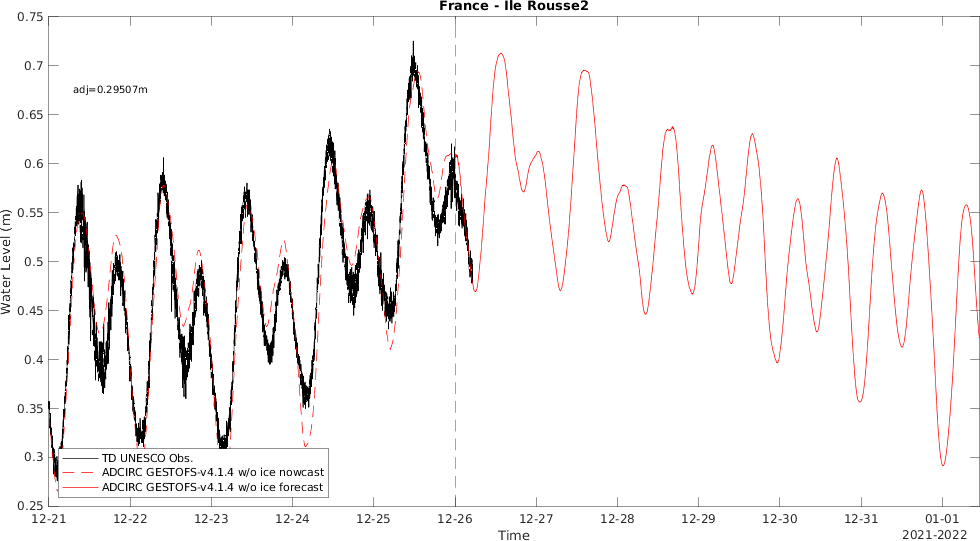 France - Ile Rousse2
0.75
0.7
0.65
0.6
0.55
0.5
0.45
0.4
0.35
0.3
0.25
Water Level (m)
adj=0.29507m
TD UNESCO Obs.
ADCIRC GESTOFS-v4.1.4 w/o ice nowcast
ADCIRC GESTOFS-v4.1.4 w/o ice forecast
12-21 12-22 12-23 12-24 12-25 12-26 12-27 12-28 12-29 12-30 12-31 01-01
Time
2021-2022